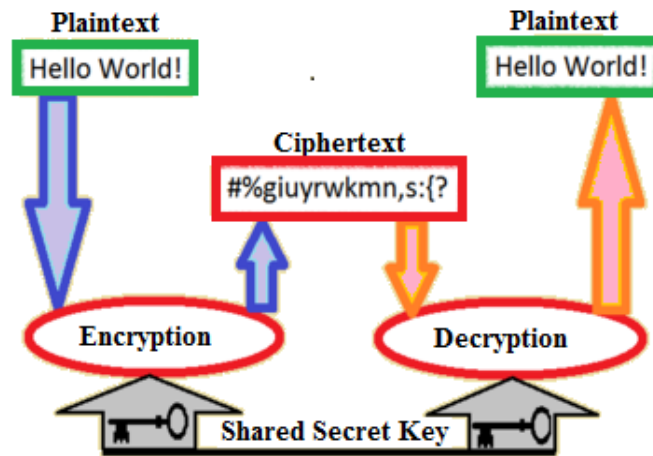 Plaintext
Hello World!
Plaintext
Hello World!
Ciphertext
#%giuyrwkmn,s:{?
Encryption
Decryption
Shared Secret Key